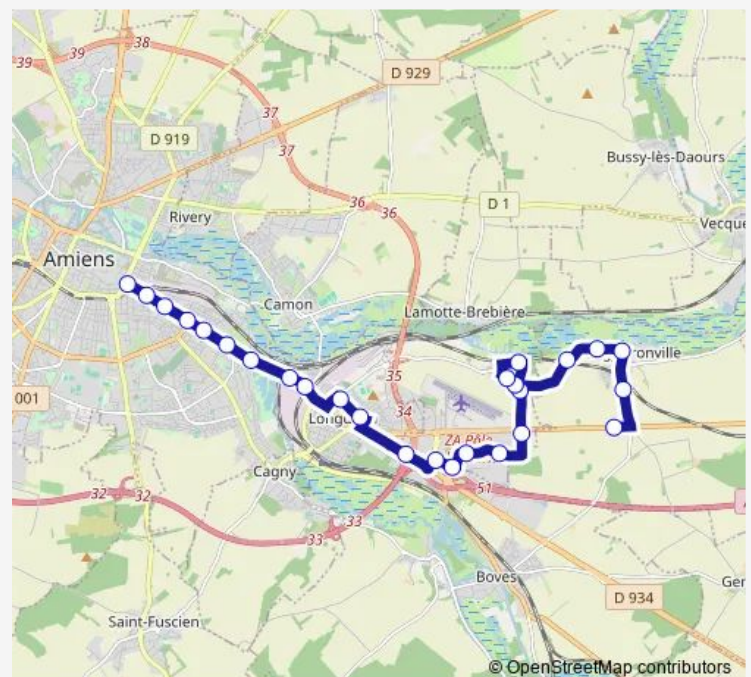 39
39
38
D 929
37
37
D 919
Bussy-lès-Daours
36
36
D 1
Rivery
Vecque
Amiens
Camon
Lamotte-Brebière
35
ronville
001
34
ZA Pôle
Cagny
51
32
32
33
33
Boves
D 934
Ger
Saint-Fuscien
© OpenStreetMap contributors